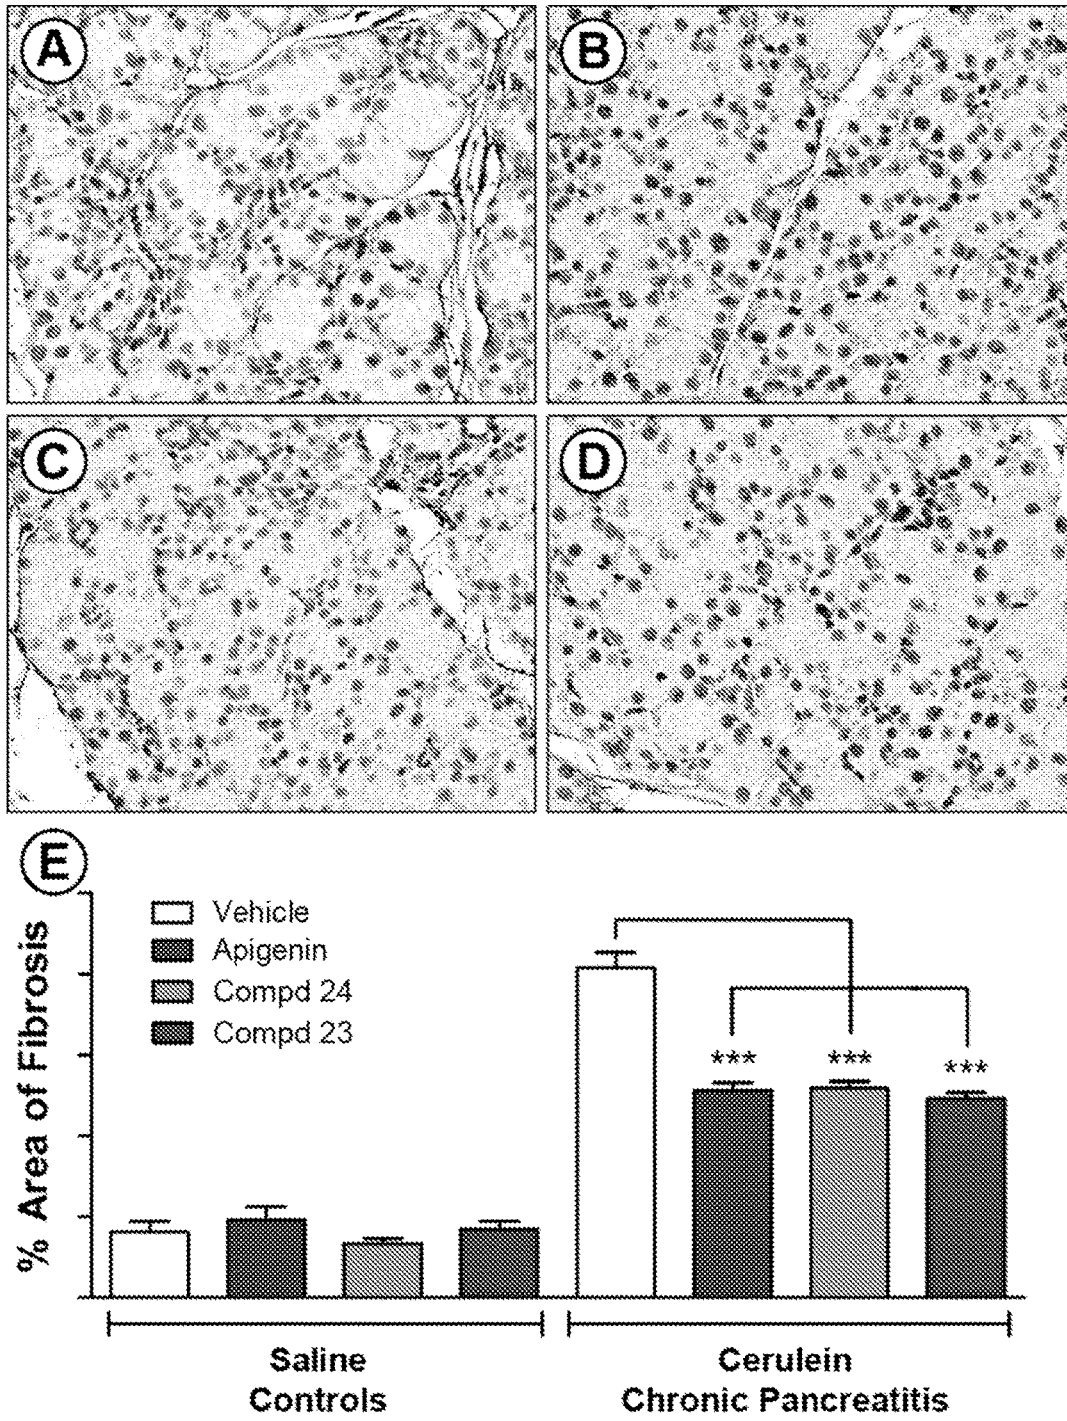 A
B
C
D
E
% Area of Fibrosis
Vehicle
Apigenin
Compd 24
Compd 23
***
***
***
Saline
Controls
Cerulein
Chronic Pancreatitis